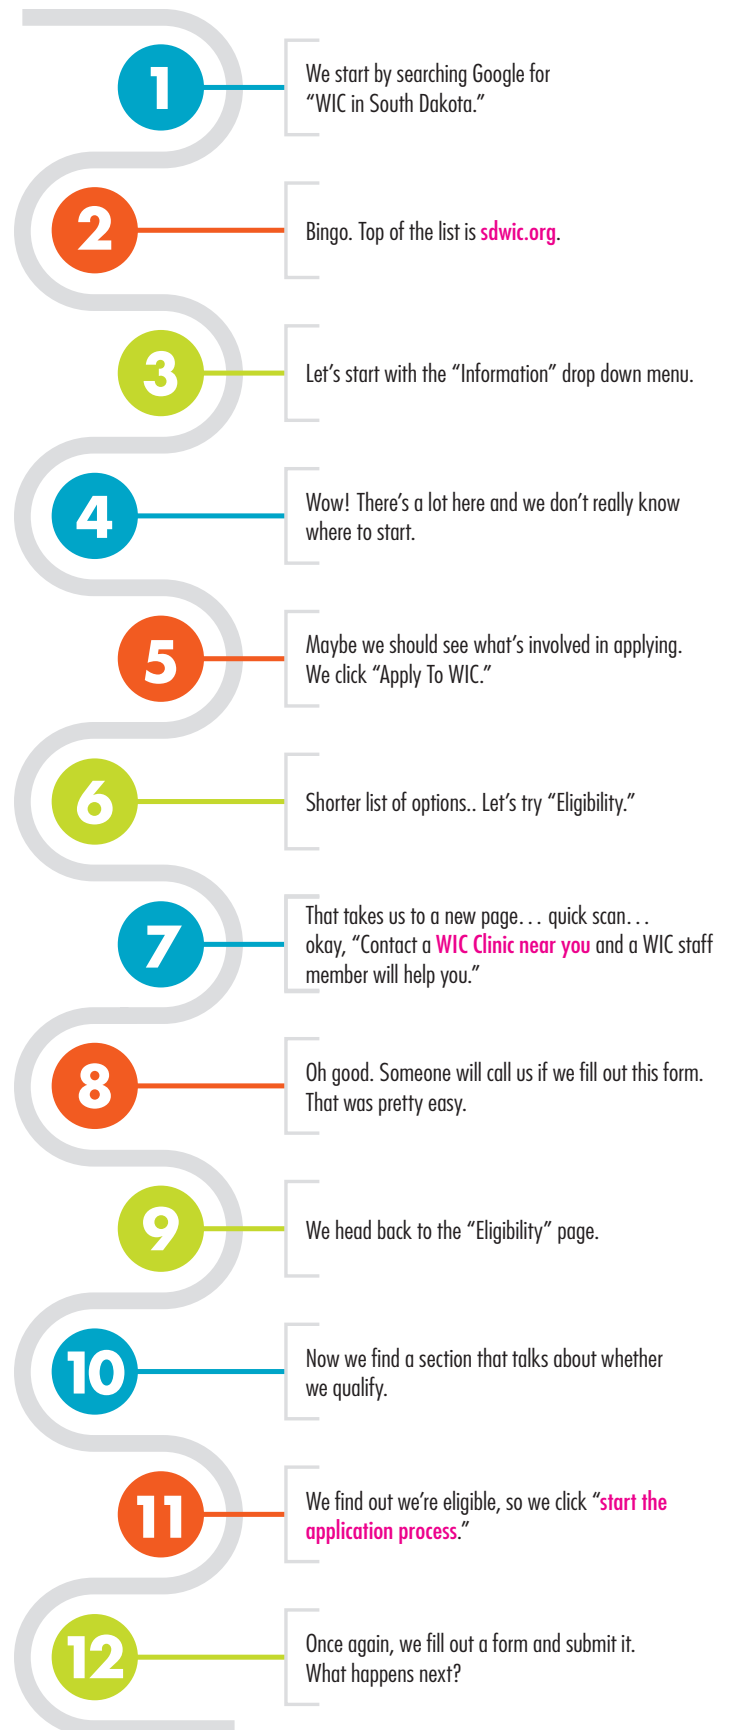 1
We start by searching Google for
“WIC in South Dakota.”
2
Bingo. Top of the list is sdwic.org.
3
Let’s start with the “Information” drop down menu.
4
Wow! There’s a lot here and we don’t really know
where to start.
5
Maybe we should see what’s involved in applying.
We click “Apply To WIC.”
6
Shorter list of options.. Let’s try “Eligibility.”
7
That takes us to a new page… quick scan…
okay, “Contact a WIC Clinic near you and a WIC staff
member will help you.”
8
Oh good. Someone will call us if we fill out this form.
That was pretty easy.
9
We head back to the “Eligibility” page.
10
Now we find a section that talks about whether
we qualify.
11
We find out we’re eligible, so we click “start the
application process.”
12
Once again, we fill out a form and submit it.
What happens next?